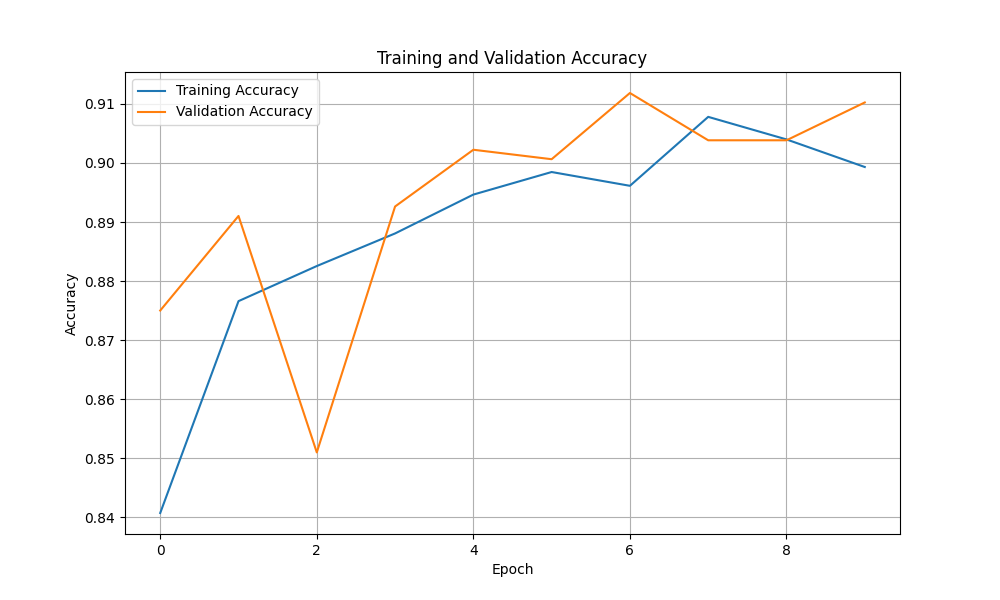 Training and Validation Accuracy
Training Accuracy
Validation Accuracy
0.91
0.90
0.89
0.88
0.87
0.86
0.85
0.84
Accuracy
0 2 4 6 8
Epoch